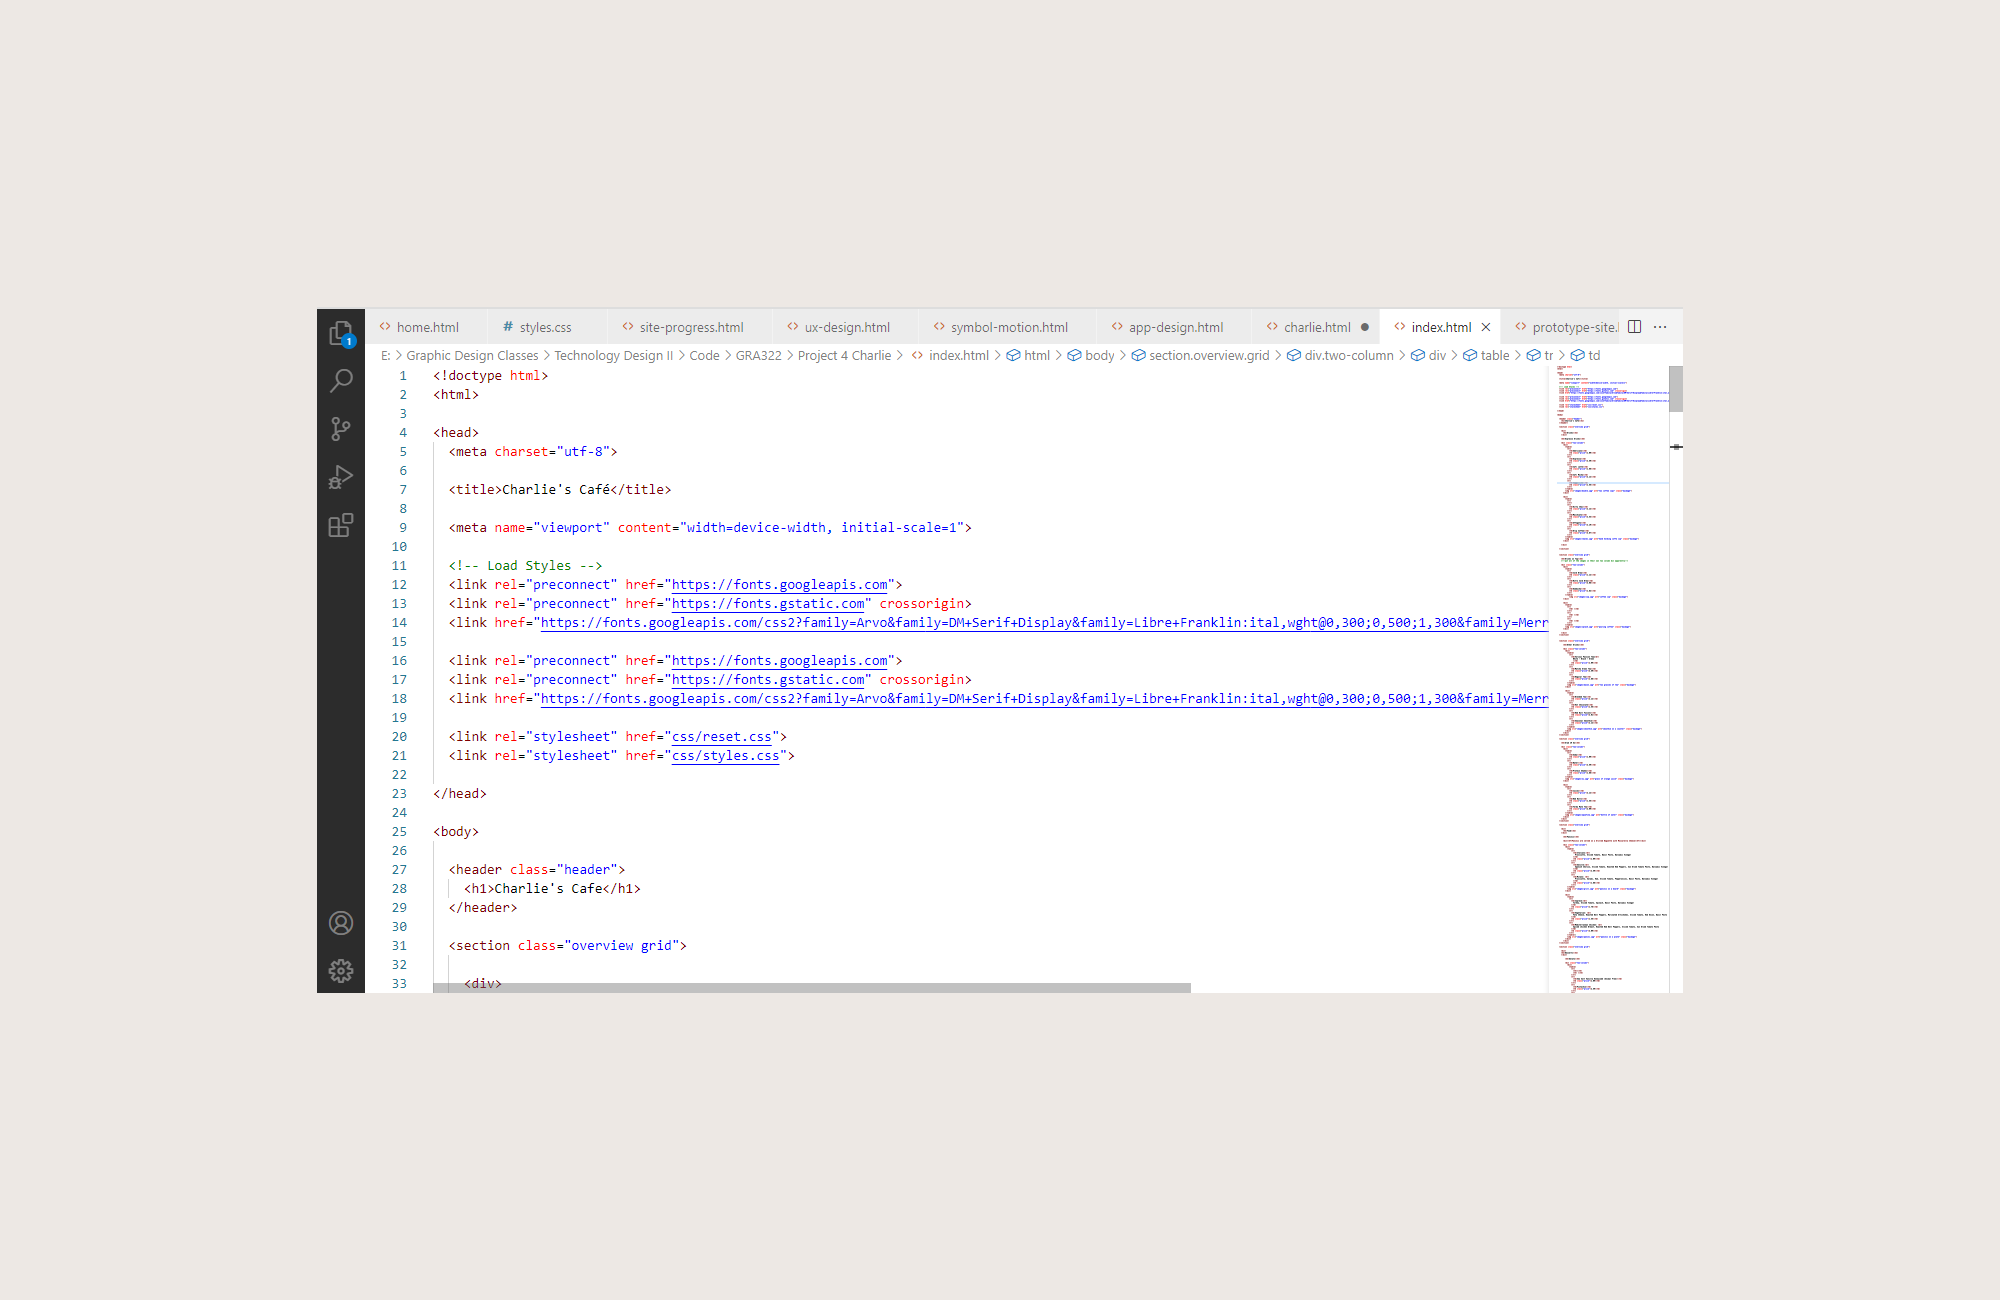 home.html # styles.css site-progress.html ux-design.html symbol-motion.html app-design.html charlie.html index.html prototype-site.
1
E: > Graphic Design Classes > Technology Design II > Code > GRA322 > Project 4 Charlie > index.html > html > body > section.overview.grid > div.two-column > div > table > tr > td
1 <!doctype html>
2 <html>
3
4 <head>
5 <meta charset="utf-8">
6
7 <title>Charlie's Café</title>
8
9 <meta name="viewport" content="width=device-width, initial-scale=1">
10
11 <!-- Load Styles -->
12 <link rel="preconnect" href="https://fonts.googleapis.com">
13 <link rel="preconnect" href="https://fonts.gstatic.com" crossorigin>
14 <link href="https://fonts.googleapis.com/css2?family=Arvo&family=DM+Serif+Display&family=Libre+Franklin:ital,wght@0,300;0,500;1,300&family=Merr
15
16 <link rel="preconnect" href="https://fonts.googleapis.com">
17 <link rel="preconnect" href="https://fonts.gstatic.com" crossorigin>
18 <link href="https://fonts.googleapis.com/css2?family=Arvo&family=DM+Serif+Display&family=Libre+Franklin:ital,wght@0,300;0,500;1,300&family=Merr
19
20 <link rel="stylesheet" href="css/reset.css">
21 <link rel="stylesheet" href="css/styles.css">
22
23 </head>
24
25 <body>
26
27 <header class="header">
28 <h1>Charlie's Cafe</h1>
29 </header>
30
31 <section class="overview grid">
32
33 <div>